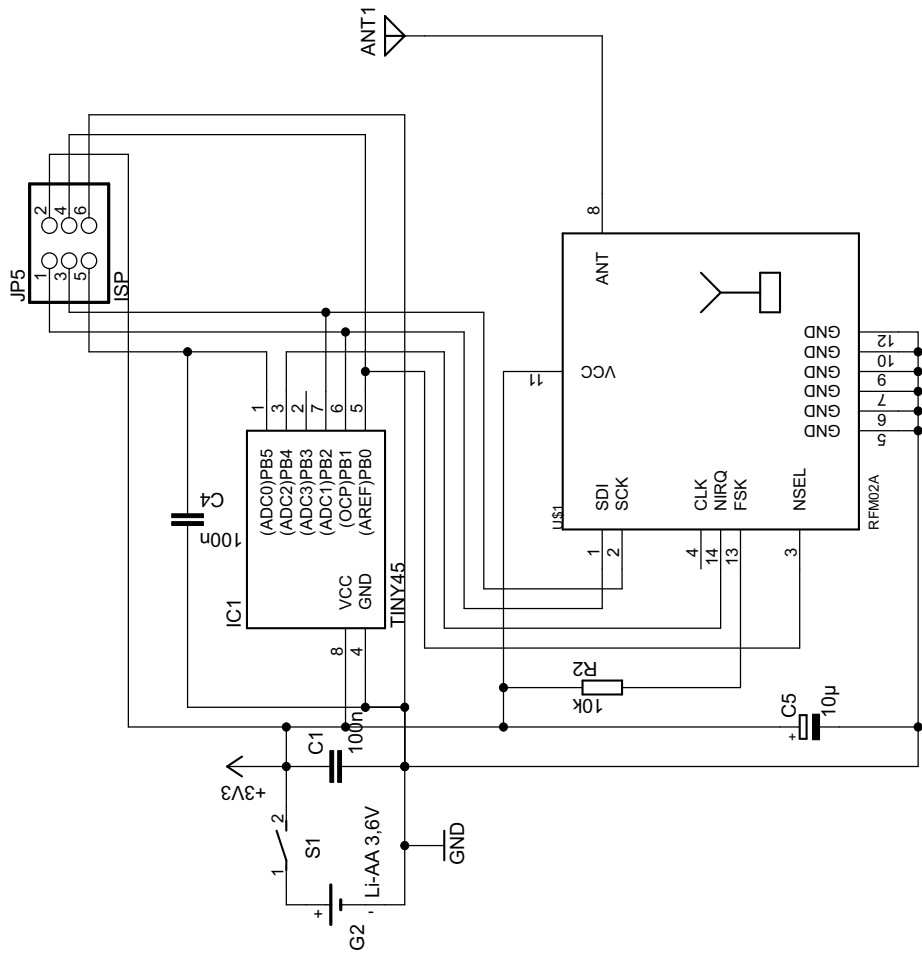 ANT1
JP5
1
2
3
4
5
6
ISP
C4
100n
IC1
TINY45
(ADC0)PB5
(ADC2)PB4
(ADC3)PB3
(ADC1)PB2
(OCP)PB1
(AREF)PB0
VCC
GND
1
3
2
7
6
5
8
4
+3V3
C1
100n
S1
1
2
G2
+
-
Li-AA 3,6V
GND
8
ANT
11
VCC
U$1
SDI
SCK
CLK
NIRQ
FSK
NSEL
1
2
4
14
13
3
GND
GND
GND
GND
GND
GND
12
10
9
7
6
5
RFM02A
R2
10k
C5
+
10µ